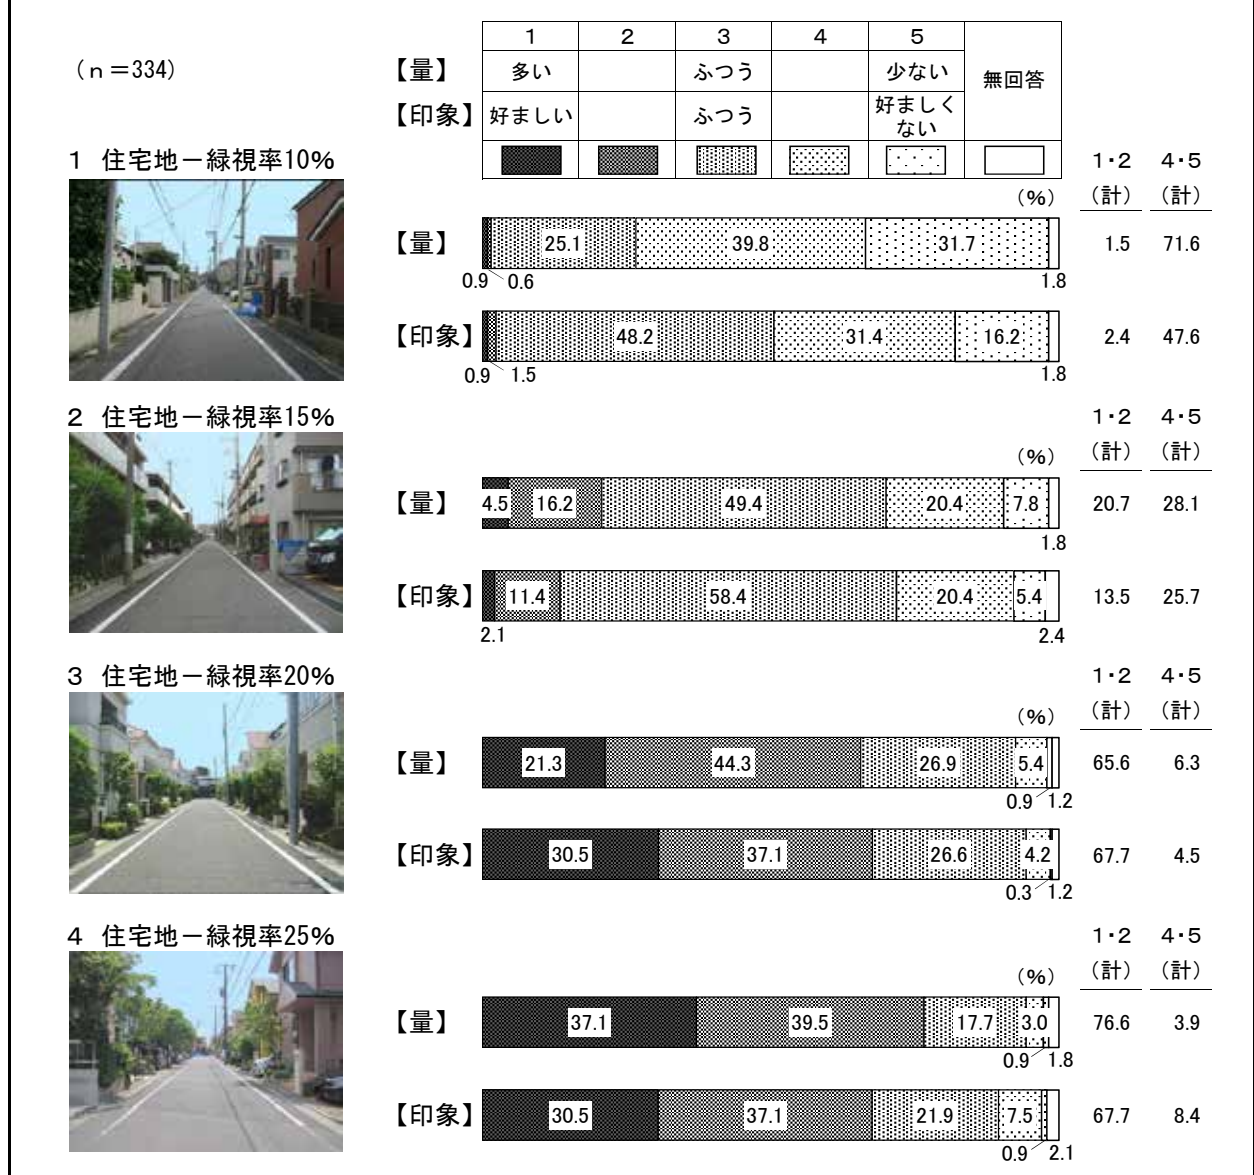 1 2 3 4 5
（ｎ＝334） 【量】 多い ふつう 少ない 無回答
【印象】 好ましい ふつう 好ましく
ない
1 住宅地－緑視率10% 1・2 4・5
（%） （計） （計）
【量】 25.1 39.8 31.7 1.5 71.6
0.9 0.6 1.8
【印象】 48.2 31.4 16.2 2.4 47.6
0.9 1.5 1.8
2 住宅地－緑視率15% 1・2 4・5
（%） （計） （計）
【量】 4.5 16.2 49.4 20.4 7.8 20.7 28.1
1.8
【印象】 11.4 58.4 20.4 5.4 13.5 25.7
2.1 2.4
3 住宅地－緑視率20% 1・2 4・5
（%） （計） （計）
【量】 21.3 44.3 26.9 5.4 65.6 6.3
0.9 1.2
【印象】 30.5 37.1 26.6 4.2 67.7 4.5
0.3 1.2
4 住宅地－緑視率25% 1・2 4・5
（%） （計） （計）
【量】 37.1 39.5 17.7 3.0 76.6 3.9
0.9 1.8
【印象】 30.5 37.1 21.9 7.5 67.7 8.4
0.9 2.1